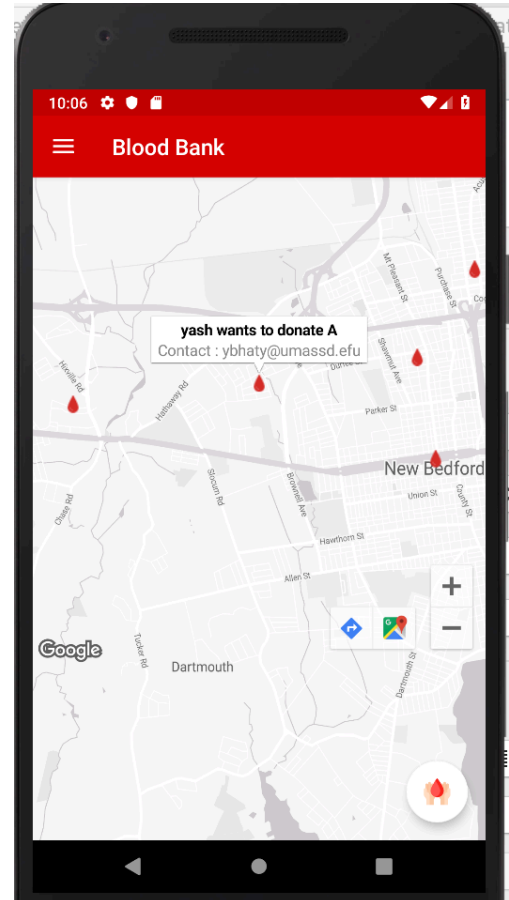 10:06
Blood Bank
Mt Pleasant St
Purchase St
yash wants to donate A
Contact : ybhaty@umassd.efu
Shawmut Ave
Hixville Rd
Hathaway Rd
Parker St
New Bedford
Slocum Rd
Brownell Ave
Union St
County St
Chase Rd
Hawthorn St
Allen St
Google
Tucker Rd
Dartmouth
Dartmouth St